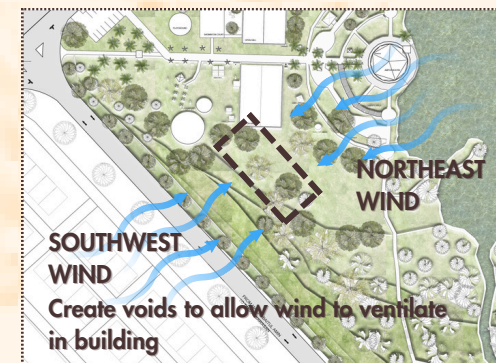 NORTHEAST
WIND
SOUTHWEST
WIND
Create voids to allow wind to ventilate
in building